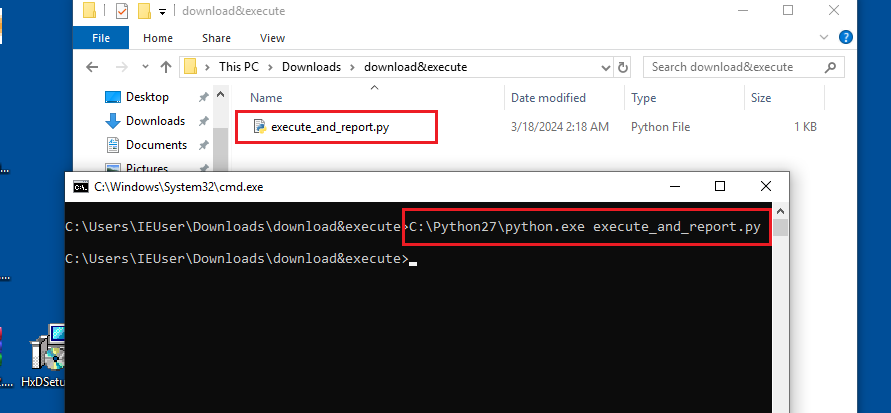 download&execute
File Home Share View
This PC Downloads download&execute Search download&execute
Name Date modified Type Size
Desktop
execute_and_report.py 3/18/2024 2:18 AM Python File 1 KB
Downloads
Documents
Pictures
C:\Windows\System32\cmd.exe
C:\Users\IEUser\Downloads\download&execute>C:\Python27\python.exe execute_and_report.py
C:\Users\IEUser\Downloads\download&execute>
HxDSetu